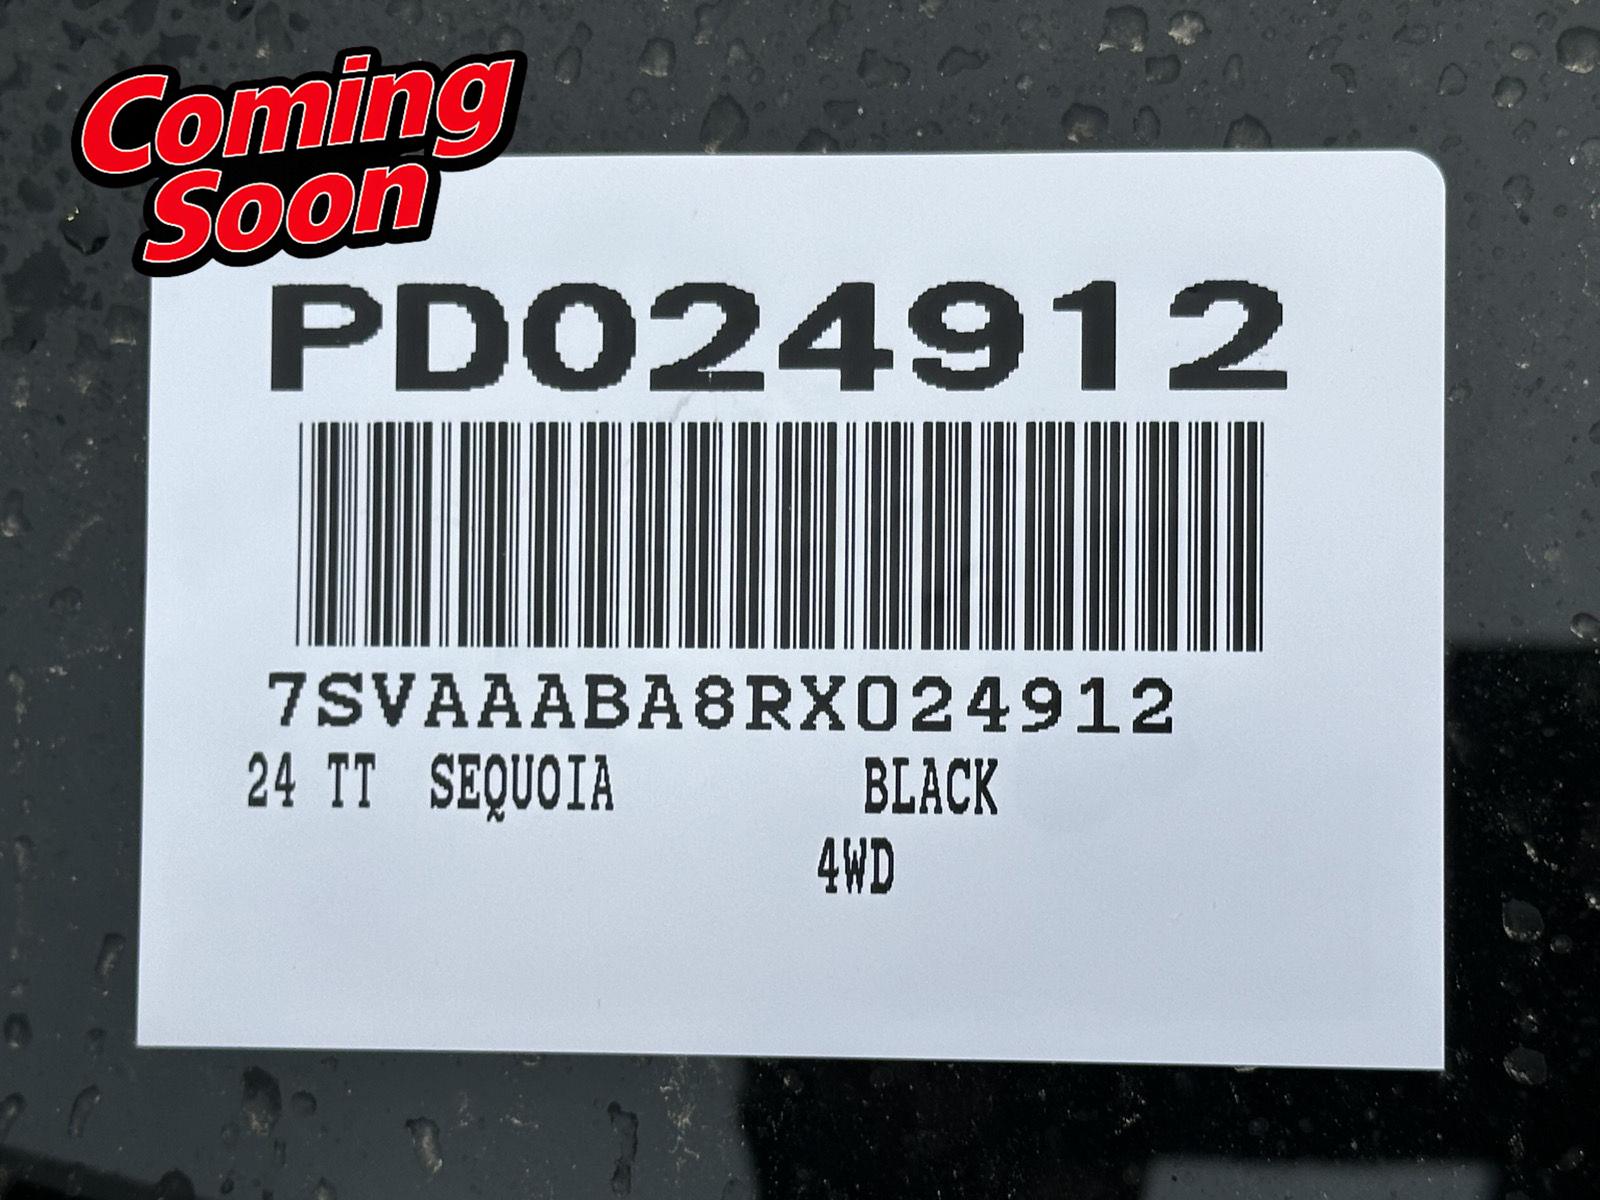 Coming
Soon
PD024912
7SVAAABA8RX024912
24 TT SEQUOIA BLACK
4WD